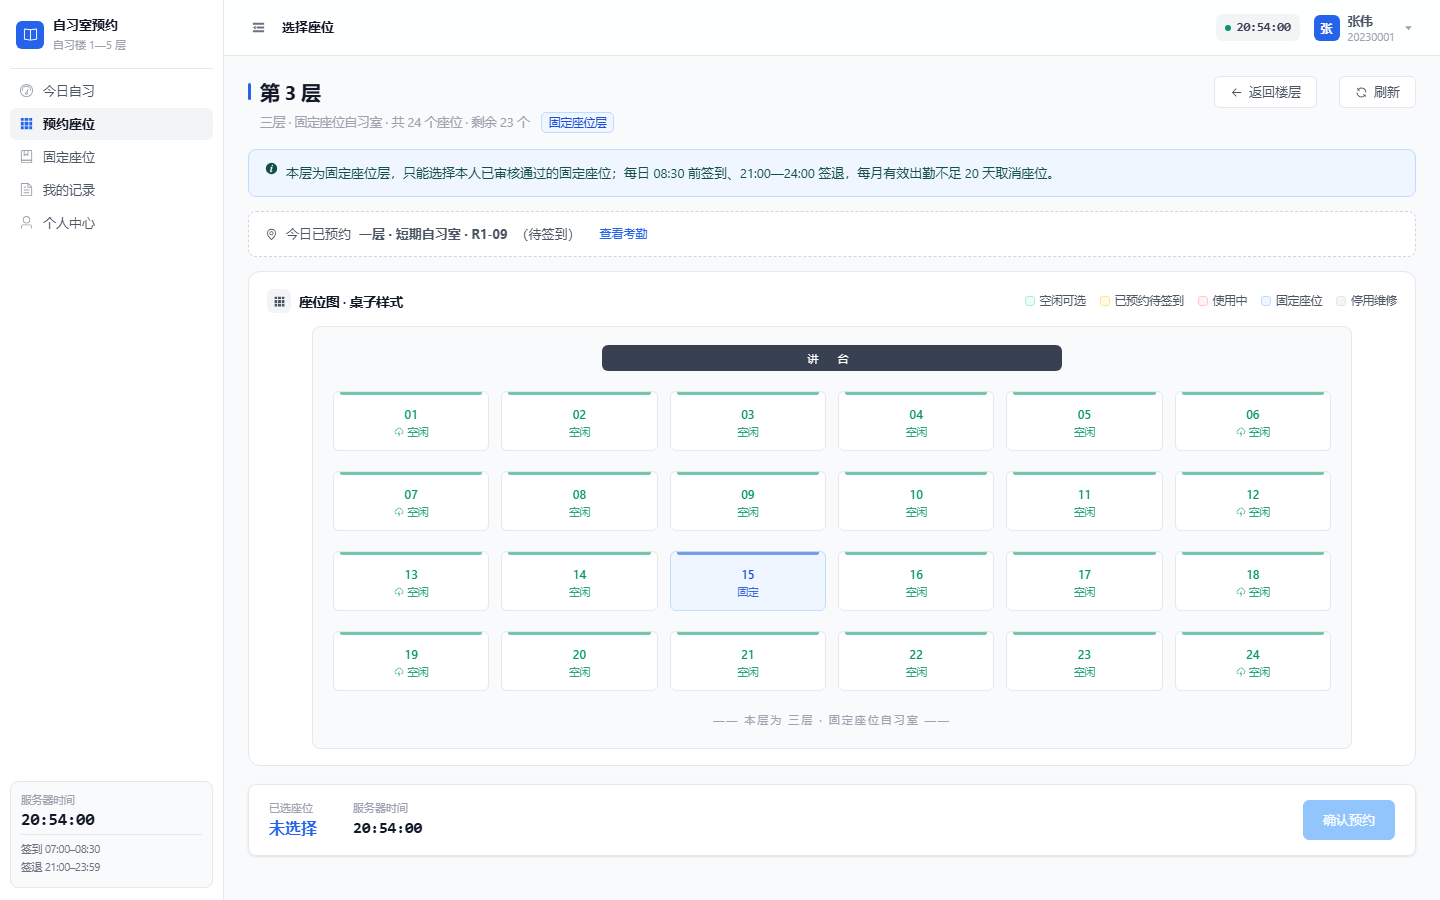 自习室预约
自习楼 1—5 层
今日自习
预约座位
固定座位
我的记录
个人中心
服务器时间
20:54:00
签到 07:00–08:30
签退 21:00–23:59
选择座位
20:54:00
张
张伟
20230001
第 3 层
三层 · 固定座位自习室 · 共 24 个座位 · 剩余 23 个
固定座位层
返回楼层
刷新
本层为固定座位层，只能选择本人已审核通过的固定座位；每日 08:30 前签到、21:00—24:00 签退，每月有效出勤不足 20 天取消座位。
今日已预约 一层 · 短期自习室 · R1-09 （待签到） 查看考勤
座位图 · 桌子样式
空闲可选 已预约待签到 使用中 固定座位 停用维修
讲 台
01 02 03 04 05 06
空闲 空闲 空闲 空闲 空闲 空闲
07 08 09 10 11 12
空闲 空闲 空闲 空闲 空闲 空闲
13 14 15 16 17 18
空闲 空闲 固定 空闲 空闲 空闲
19 20 21 22 23 24
空闲 空闲 空闲 空闲 空闲 空闲
—— 本层为 三层 · 固定座位自习室 ——
已选座位 服务器时间
未选择 20:54:00
确认预约